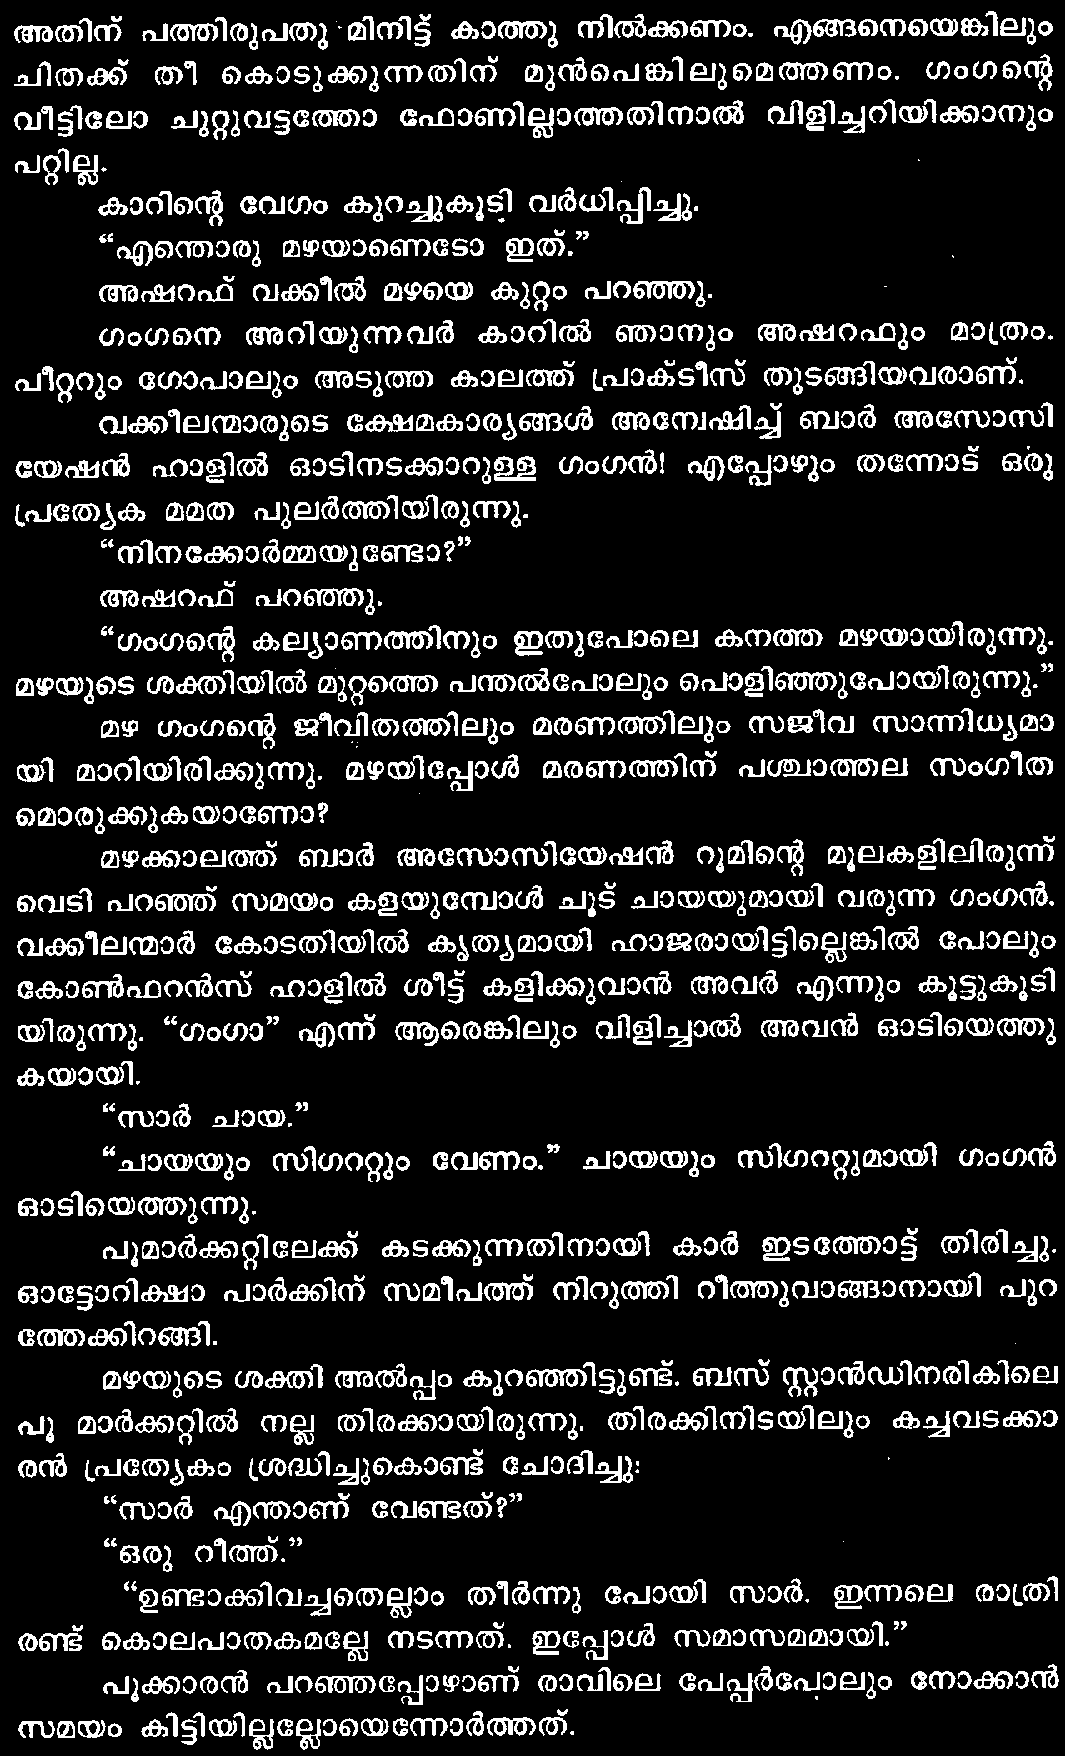 അതിന് പത്തിരുപതു മിനിട്ട് കാത്തു നിൽക്കണം. എങ്ങനെയെങ്കിലും
ചിതക്ക് തീ കൊടുക്കുന്നതിന് മുൻപെങ്കിലുമെത്തണം. ഗംഗന്റെ
വീട്ടിലോ ചുറ്റുവട്ടത്തോ ഫോണില്ലാത്തതിനാൽ വിളിച്ചറിയിക്കാനും
പറ്റില്ല.
കാറിന്റെ വേഗം കുറച്ചുകൂടി വർധിപ്പിച്ചു.
“എന്തൊരു മഴയാണെടോ ഇത്.”
അഷറഫ് വക്കീൽ മഴയെ കുറ്റം പറഞ്ഞു.
ഗംഗനെ അറിയുന്നവർ കാറിൽ ഞാനും അഷറഫും മാത്രം.
പീറ്ററും ഗോപാലും അടുത്ത കാലത്ത് പ്രാക്ടീസ് തുടങ്ങിയവരാണ്.
വക്കീലന്മാരുടെ ക്ഷേമകാര്യങ്ങൾ അന്വേഷിച്ച് ബാർ അസോസി
യേഷൻ ഹാളിൽ ഓടിനടക്കാറുള്ള ഗംഗൻ! എപ്പോഴും തന്നോട് ഒരു
പ്രത്യേക മമത പുലർത്തിയിരുന്നു.
“നിനക്കോർമ്മയുണ്ടോ?”
അഷറഫ് പറഞ്ഞു.
“ഗംഗന്റെ കല്യാണത്തിനും ഇതുപോലെ കനത്ത മഴയായിരുന്നു.
മഴയുടെ ശക്തിയിൽ മുറ്റത്തെ പന്തൽപോലും പൊളിഞ്ഞുപോയിരുന്നു.”
മഴ ഗംഗന്റെ ജീവിതത്തിലും മരണത്തിലും സജീവ സാന്നിധ്യമാ
യി മാറിയിരിക്കുന്നു. മഴയിപ്പോൾ മരണത്തിന് പശ്ചാത്തല സംഗീത
മൊരുക്കുകയാണോ?
മഴക്കാലത്ത് ബാർ അസോസിയേഷൻ റൂമിന്റെ മൂലകളിലിരുന്ന്
വെടി പറഞ്ഞ് സമയം കളയുമ്പോൾ ചൂട് ചായയുമായി വരുന്ന ഗംഗൻ.
വക്കീലന്മാർ കോടതിയിൽ കൃത്യമായി ഹാജരായിട്ടില്ലെങ്കിൽ പോലും
കോൺഫറൻസ് ഹാളിൽ ശീട്ട് കളിക്കുവാൻ അവർ എന്നും കൂട്ടുകൂടി
യിരുന്നു. “ഗംഗാ” എന്ന് ആരെങ്കിലും വിളിച്ചാൽ അവൻ ഓടിയെത്തു
കയായി.
“സാർ ചായ.”
“ചായയും സിഗററ്റും വേണം.” ചായയും സിഗററ്റുമായി ഗംഗൻ
ഓടിയെത്തുന്നു.
പൂമാർക്കറ്റിലേക്ക് കടക്കുന്നതിനായി കാർ ഇടത്തോട്ട് തിരിച്ചു.
ഓട്ടോറിക്ഷാ പാർക്കിന് സമീപത്ത് നിറുത്തി റീത്തുവാങ്ങാനായി പുറ
ത്തേക്കിറങ്ങി.
മഴയുടെ ശക്തി അൽപ്പം കുറഞ്ഞിട്ടുണ്ട്. ബസ് സ്റ്റാൻഡിനരികിലെ
പൂ മാർക്കറ്റിൽ നല്ല തിരക്കായിരുന്നു. തിരക്കിനിടയിലും കച്ചവടക്കാ
രൻ പ്രത്യേകം ശ്രദ്ധിച്ചുകൊണ്ട് ചോദിച്ചു:
“സാർ എന്താണ് വേണ്ടത്?”
“ഒരു റീത്ത്.”
“ഉണ്ടാക്കിവച്ചതെല്ലാം തീർന്നു പോയി സാർ. ഇന്നലെ രാത്രി
രണ്ട് കൊലപാതകമല്ലേ നടന്നത്. ഇപ്പോൾ സമാസമമായി.”
പൂക്കാരൻ പറഞ്ഞപ്പോഴാണ് രാവിലെ പേപ്പർപോലും നോക്കാൻ
സമയം കിട്ടിയില്ലല്ലോയെന്നോർത്തത്.